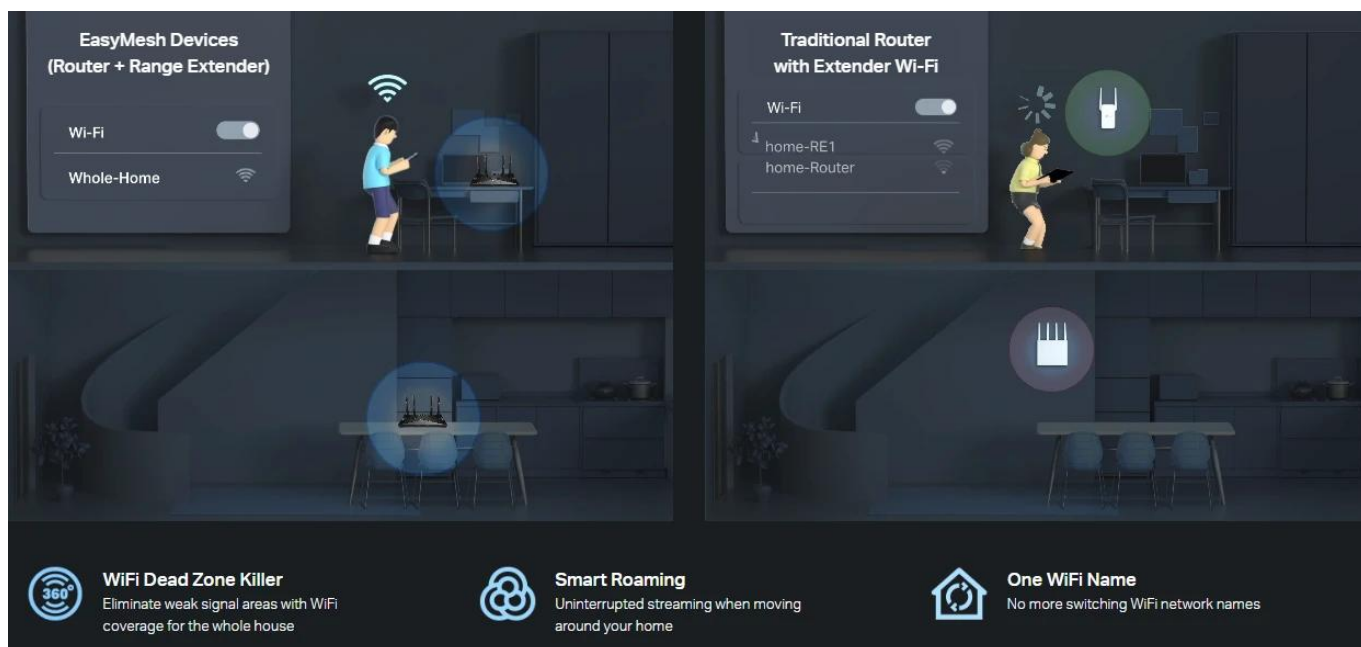 EasyMesh Devices
(Router + Range Extender)
Wi-Fi
Whole-Home
Traditional Router
with Extender Wi-Fi
Wi-Fi
home-RE1
home-Router
360°
WiFi Dead Zone Killer
Eliminate weak signal areas with WiFi
coverage for the whole house
Smart Roaming
Uninterrupted streaming when moving
around your home
One WiFi Name
No more switching WiFi network names